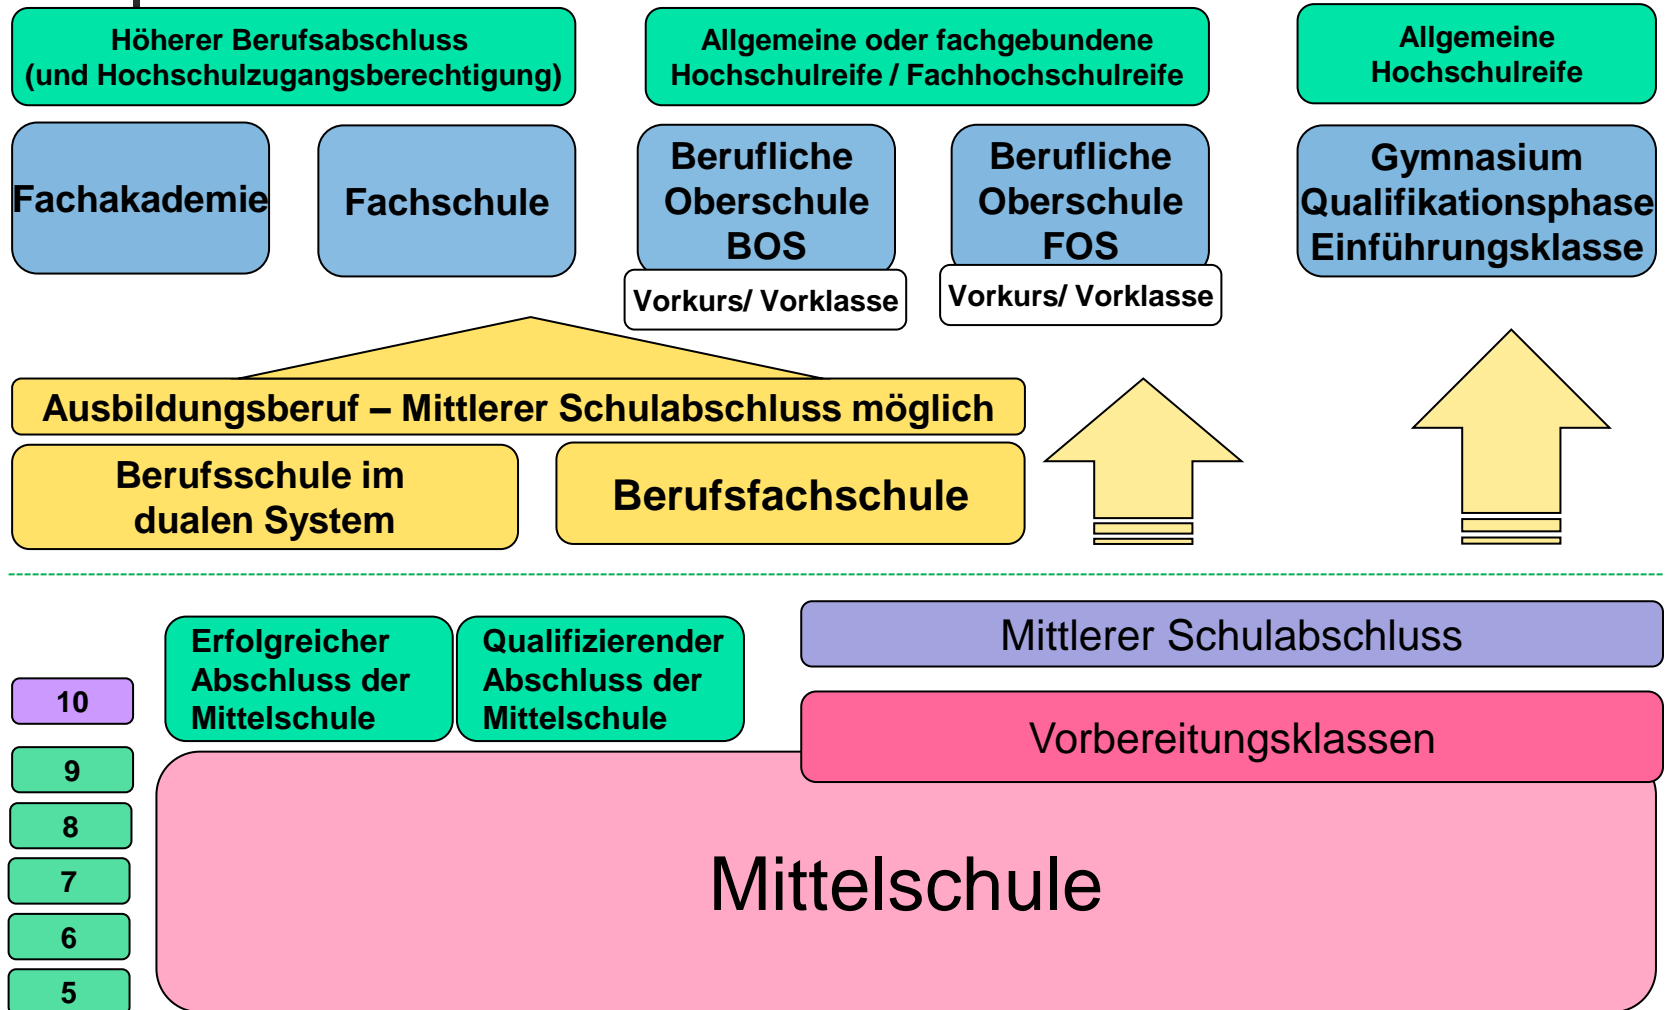 Höherer Berufsabschluss
(und Hochschulzugangsberechtigung)
Allgemeine oder fachgebundene
Hochschulreife / Fachhochschulreife
Allgemeine
Hochschulreife
Fachakademie
Fachschule
Berufliche
Oberschule
BOS
Vorkurs/ Vorklasse
Berufliche
Oberschule
FOS
Vorkurs/ Vorklasse
Gymnasium
Qualifikationsphase
Einführungsklasse
Ausbildungsberuf – Mittlerer Schulabschluss möglich
Berufsschule im
dualen System
Berufsfachschule
Erfolgreicher
Abschluss der
Mittelschule
Qualifizierender
Abschluss der
Mittelschule
Mittlerer Schulabschluss
Vorbereitungsklassen
10
9
8
7
6
5
Mittelschule